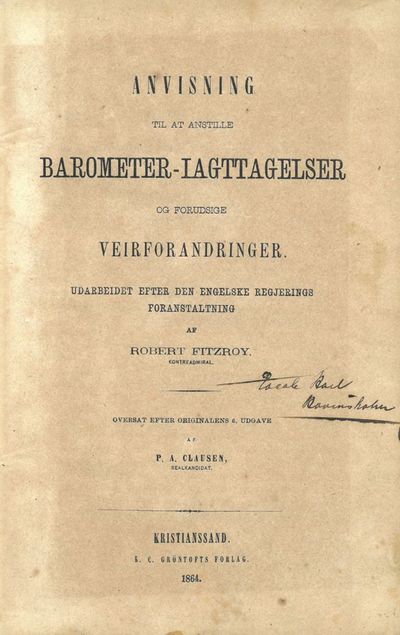 ANVISNING
TIL AT ANSTILLE
BAROMETER-IAGTTAGELSER
OG FORUDSIGE
VEIRFORANDRINGER.
UDARBEIDET EFTER DEN ENGELSKE REGJERINGS
FORANSTALTNING
AF
ROBERT FITZROY,
KONTREADMIRAL.
OVERSAT EFTER ORIGINALENS 6. UDGAVE
AF
P. A. CLAUSEN,
REALKANDIDAT.
KRISTIANSSAND.
K. C. GRÖNTOFTS FORLAG.
1864.